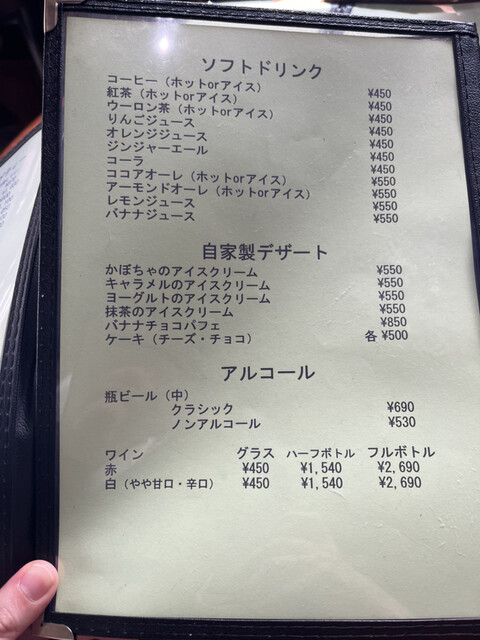 ソフトドリンク
コーヒー（ホットorアイス） ¥450
紅茶（ホットorアイス） ¥450
ウーロン茶（ホットorアイス） ¥450
りんごジュース ¥450
オレンジジュース ¥450
ジンジャーエール ¥450
コーラ ¥450
ココアオーレ（ホットorアイス） ¥550
アーモンドオーレ（ホットorアイス） ¥550
レモンジュース ¥550
バナナジュース ¥550
自家製デザート
かぼちゃのアイスクリーム ¥550
キャラメルのアイスクリーム ¥550
ヨーグルトのアイスクリーム ¥550
抹茶のアイスクリーム ¥550
バナナチョコパフェ ¥850
ケーキ（チーズ・チョコ） 各 ¥500
アルコール
瓶ビール（中）
クラシック ¥690
ノンアルコール ¥530
ワイン グラス ハーフボトル フルボトル
赤 ¥450 ¥1,540 ¥2,690
白（やや甘口・辛口） ¥450 ¥1,540 ¥2,690